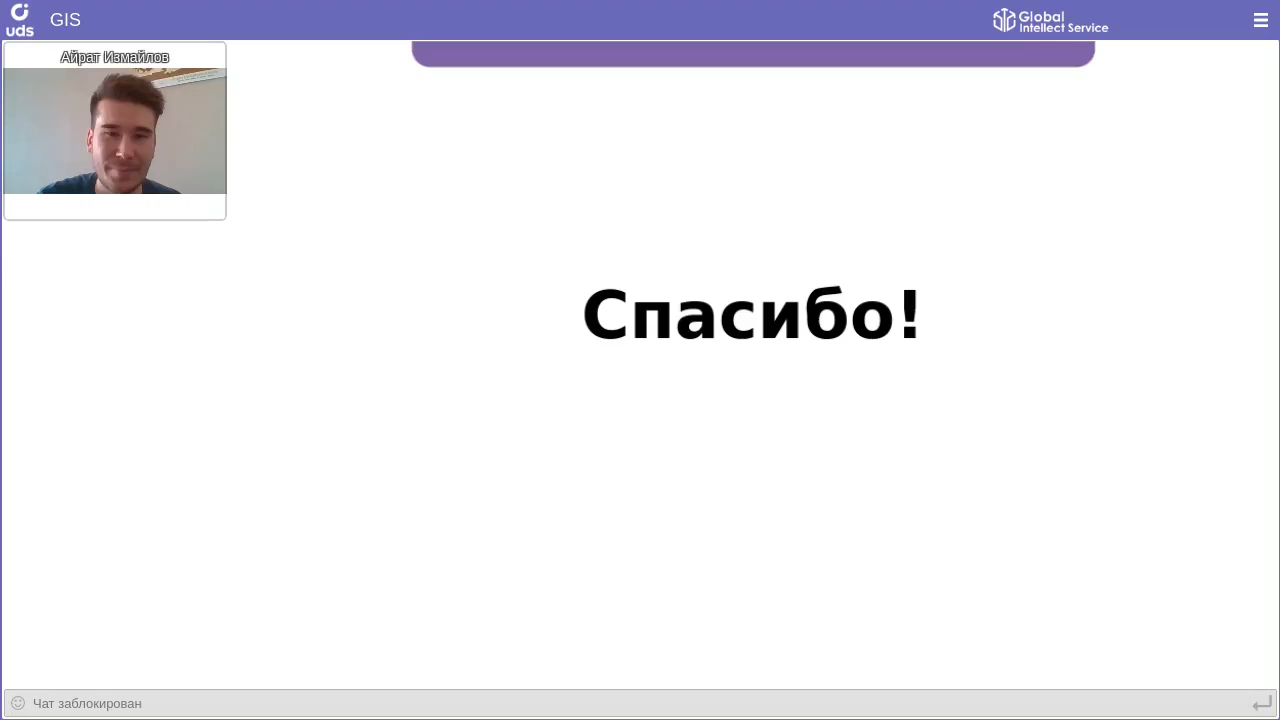 uds
GIS
Global
Intellect Service
Айрат Измайлов
Спасибо!
Чат заблокирован